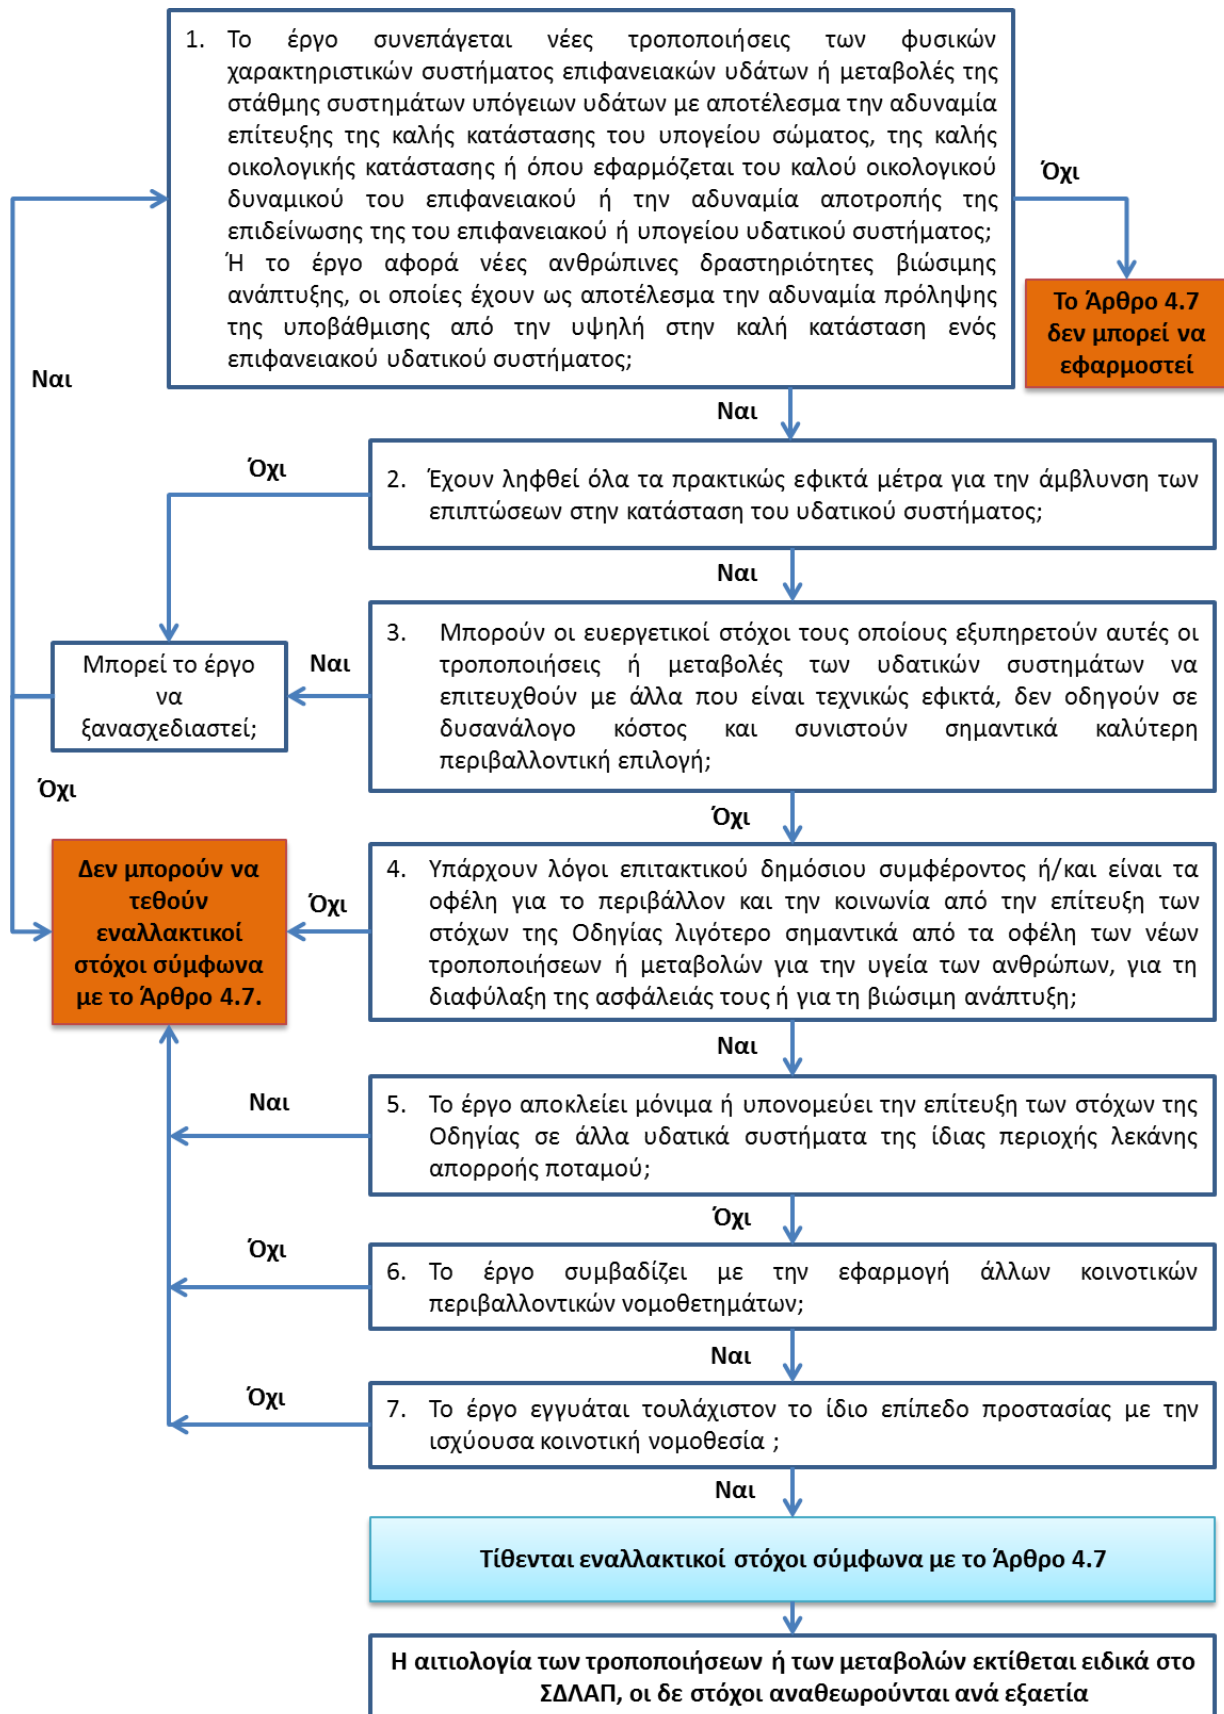 1. Το έργο συνεπάγεται νέες τροποποιήσεις των φυσικών
χαρακτηριστικών συστήματος επιφανειακών υδάτων ή μεταβολές της
στάθμης συστημάτων υπόγειων υδάτων με αποτέλεσμα την αδυναμία
επίτευξης της καλής κατάστασης του υπογείου σώματος, της καλής
οικολογικής κατάστασης ή όπου εφαρμόζεται του καλού οικολογικού
δυναμικού του επιφανειακού ή την αδυναμία αποτροπής της
επιδείνωσης της του επιφανειακού ή υπογείου υδατικού συστήματος;
Ή το έργο αφορά νέες ανθρώπινες δραστηριότητες βιώσιμης
ανάπτυξης, οι οποίες έχουν ως αποτέλεσμα την αδυναμία πρόληψης
της υποβάθμισης από την υψηλή στην καλή κατάσταση ενός
επιφανειακού υδατικού συστήματος;
Όχι
Το Άρθρο 4.7
δεν μπορεί να
εφαρμοστεί
Ναι
Ναι
Όχι
2. Έχουν ληφθεί όλα τα πρακτικώς εφικτά μέτρα για την άμβλυνση των
επιπτώσεων στην κατάσταση του υδατικού συστήματος;
Ναι
3. Μπορούν οι ευεργετικοί στόχοι τους οποίους εξυπηρετούν αυτές οι
τροποποιήσεις ή μεταβολές των υδατικών συστημάτων να
επιτευχθούν με άλλα που είναι τεχνικώς εφικτά, δεν οδηγούν σε
δυσανάλογο κόστος και συνιστούν σημαντικά καλύτερη
περιβαλλοντική επιλογή;
Ναι
Μπορεί το έργο
να
ξανασχεδιαστεί;
Όχι
Όχι
4. Υπάρχουν λόγοι επιτακτικού δημόσιου συμφέροντος ή/και είναι τα
οφέλη για το περιβάλλον και την κοινωνία από την επίτευξη των
στόχων της Οδηγίας λιγότερο σημαντικά από τα οφέλη των νέων
τροποποιήσεων ή μεταβολών για την υγεία των ανθρώπων, για τη
διαφύλαξη της ασφάλειάς τους ή για τη βιώσιμη ανάπτυξη;
Όχι
Δεν μπορούν να
τεθούν
εναλλακτικοί
στόχοι σύμφωνα
με το Άρθρο 4.7.
Ναι
Ναι
5. Το έργο αποκλείει μόνιμα ή υπονομεύει την επίτευξη των στόχων της
Οδηγίας σε άλλα υδατικά συστήματα της ίδιας περιοχής λεκάνης
απορροής ποταμού;
Όχι
Όχι
6. Το έργο συμβαδίζει με την εφαρμογή άλλων κοινοτικών
περιβαλλοντικών νομοθετημάτων;
Ναι
Όχι
7. Το έργο εγγυάται τουλάχιστον το ίδιο επίπεδο προστασίας με την
ισχύουσα κοινοτική νομοθεσία ;
Ναι
Τίθενται εναλλακτικοί στόχοι σύμφωνα με το Άρθρο 4.7
Η αιτιολογία των τροποποιήσεων ή των μεταβολών εκτίθεται ειδικά στο
ΣΔΛΑΠ, οι δε στόχοι αναθεωρούνται ανά εξαετία